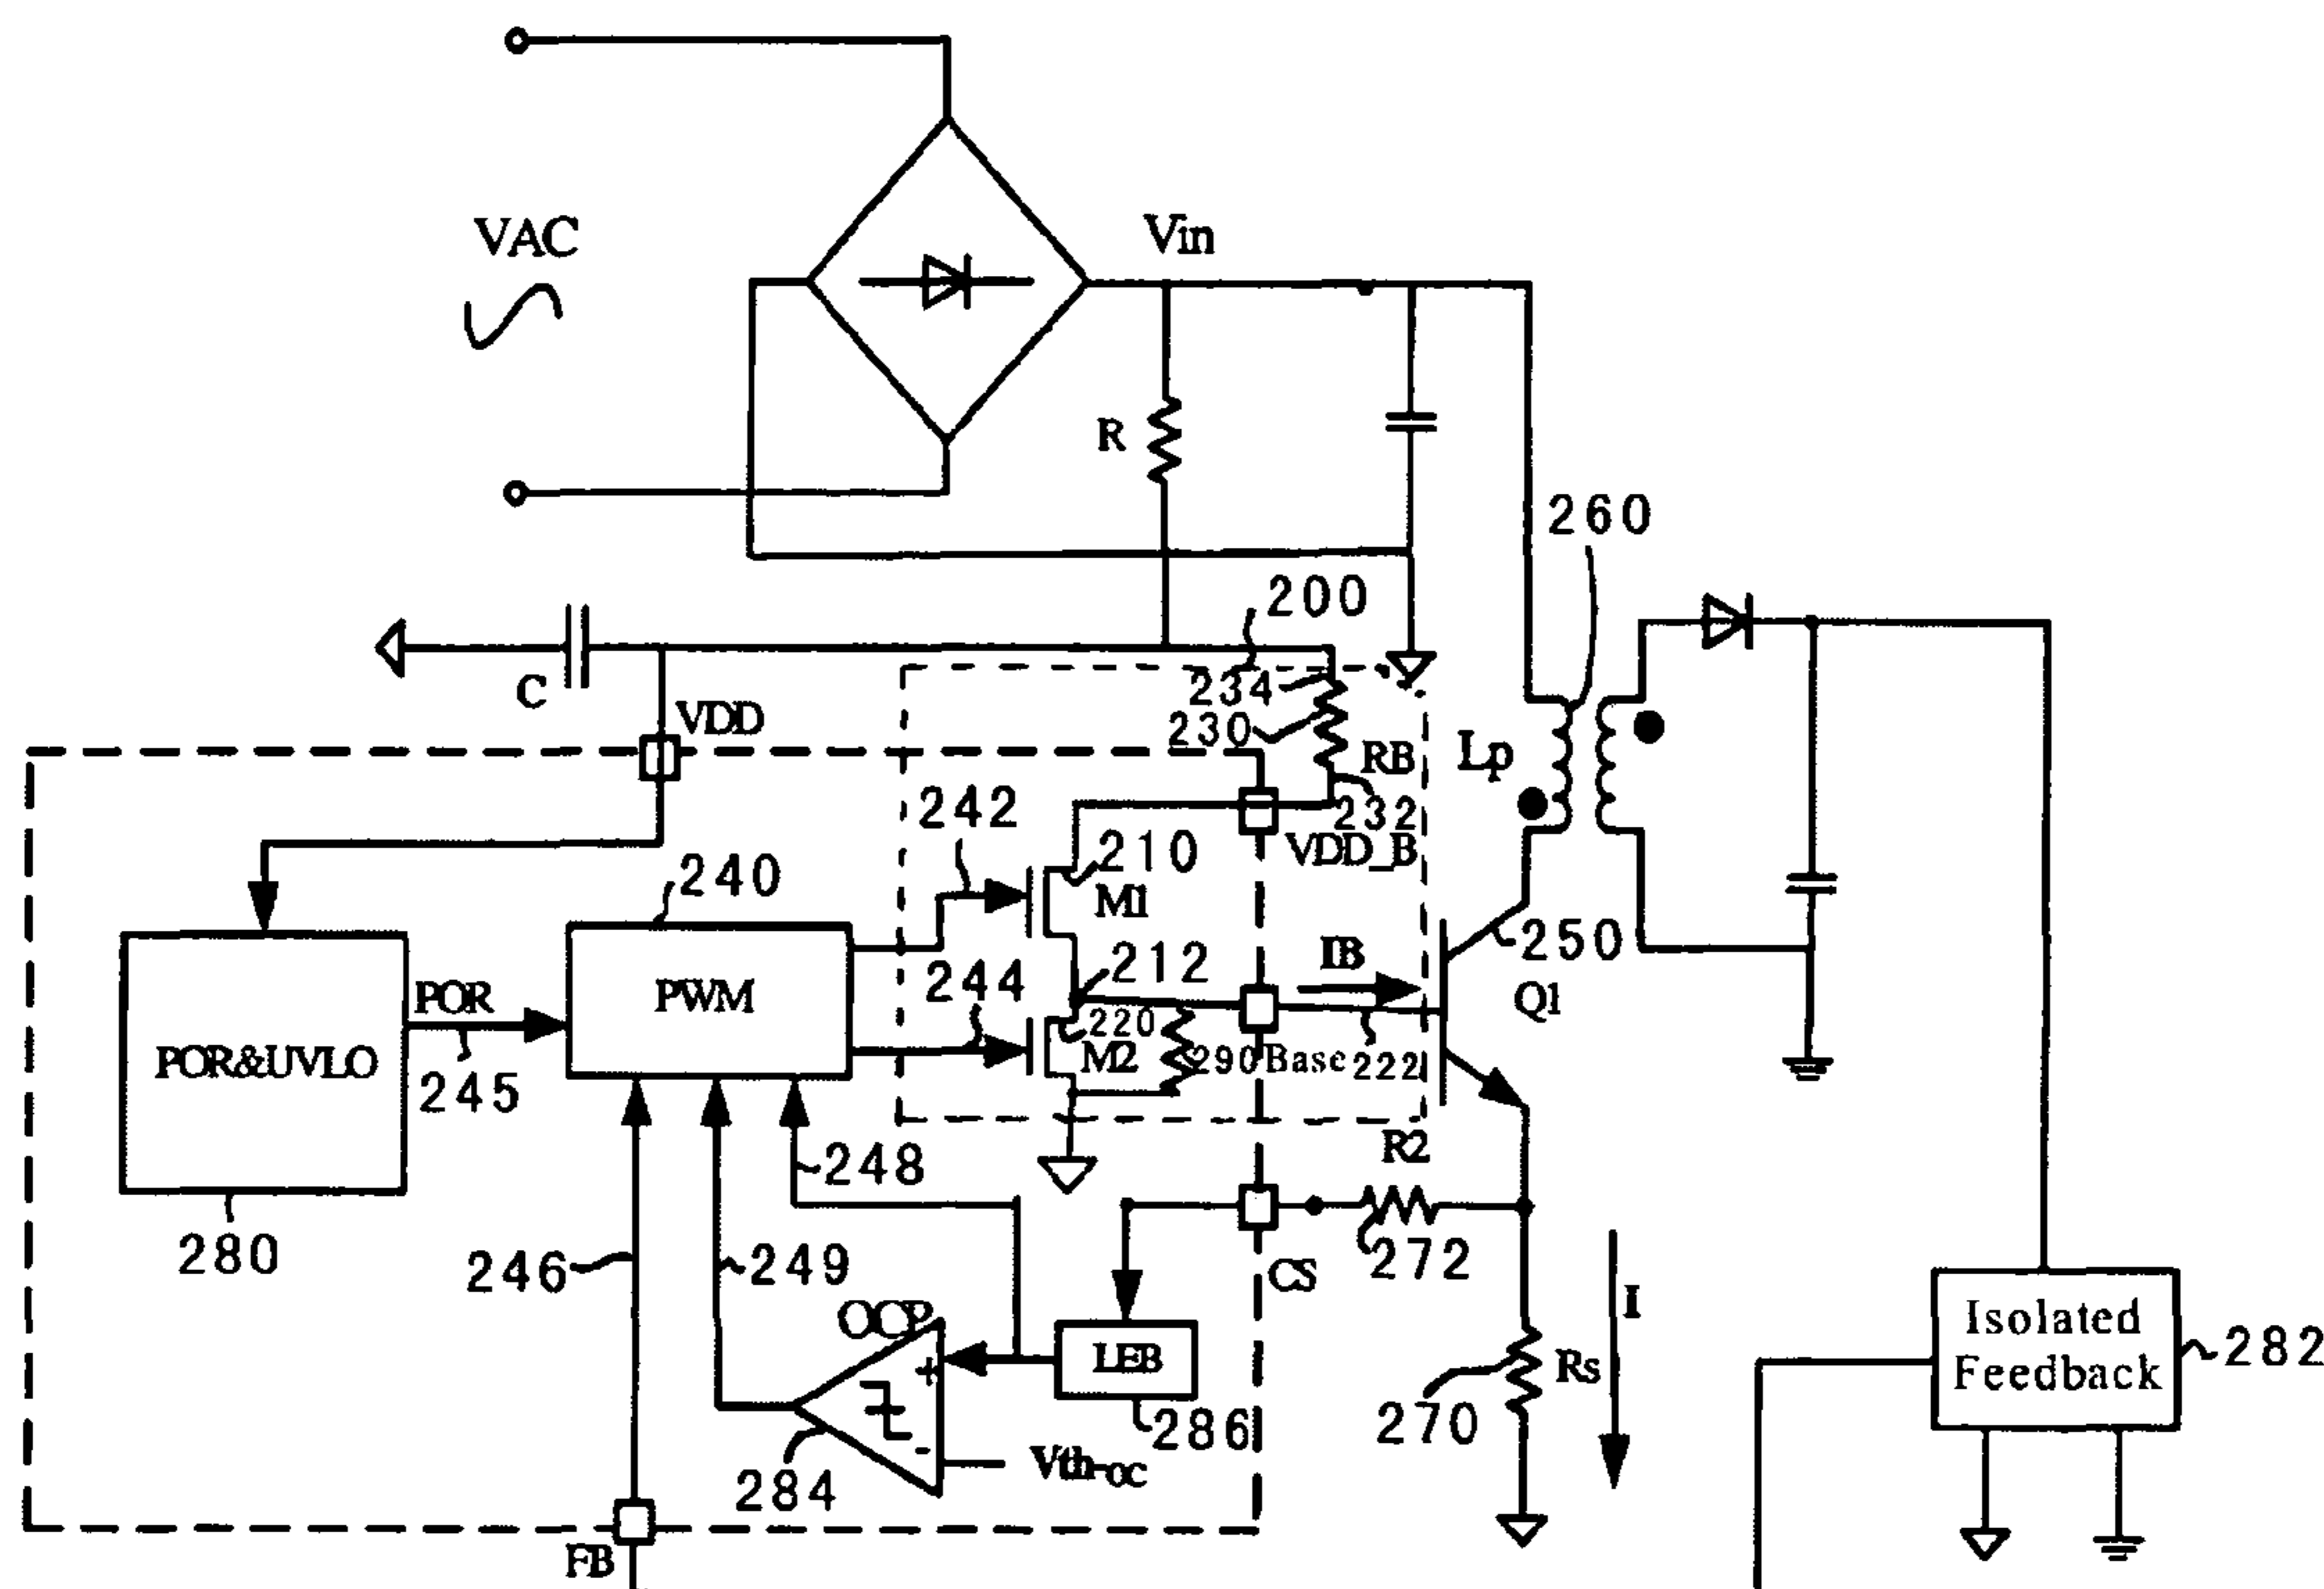 VAC
Vin
R
260
200
C
234
VDD
230
RB
Lp
242
232
210
VDD_B
240
M1
212
IB
250
244
POR
PWM
Q1
220
POR&UVLO
M2
290
Base
222
245
R2
248
280
246
249
CS
272
I
OCP
Isolated
Feedback
282
LEB
+
Rs
270
286
-
Vth-oc
284
FB